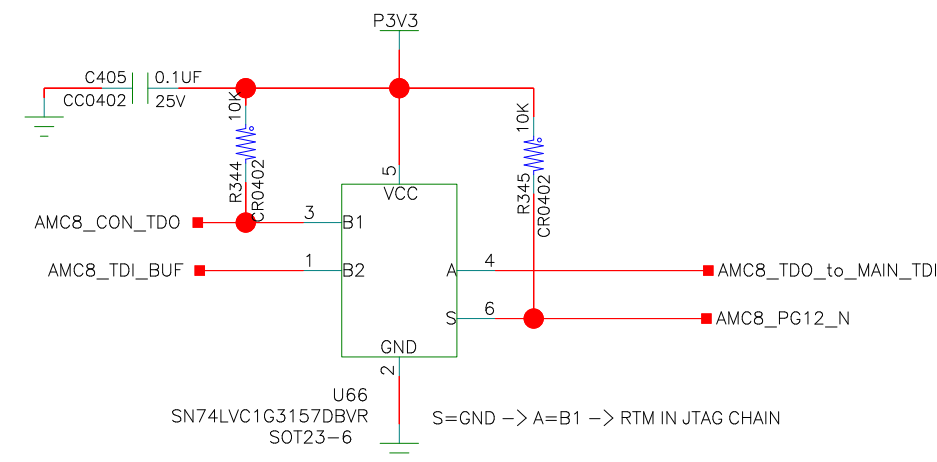 P3V3
C405 0.1UF
CC0402 25V
10K
R344
CR0402
10K
R345
CR0402
5
VCC
AMC8_CON_TDO
3
B1
AMC8_TDI_BUF
1
B2
A
4
AMC8_TDO_to_MAIN_TDI
S
6
AMC8_PG12_N
GND
2
U66
SN74LVC1G3157DBVR
SOT23-6
S=GND -> A=B1 -> RTM IN JTAG CHAIN